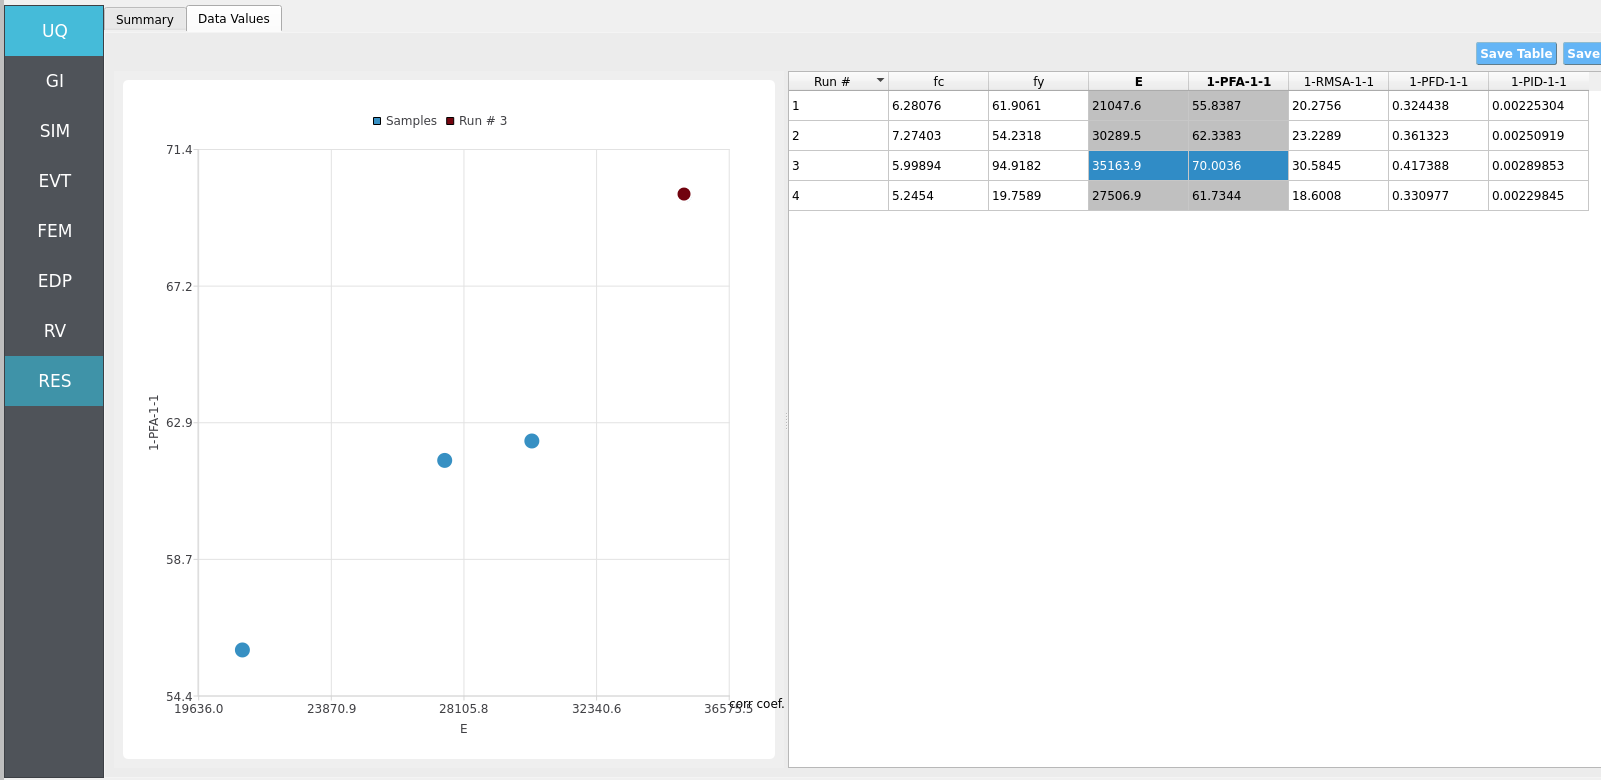 UQ
GI
SIM
EVT
FEM
EDP
RV
RES
Summary Data Values
Save Table Save
Samples Run # 3
71.4
67.2
62.9
58.7
54.4
1-PFA-1-1
19636.0 23870.9 28105.8 32340.6 36575.5
corr coef.
E
Run # fc fy E 1-PFA-1-1 1-RMSA-1-1 1-PFD-1-1 1-PID-1-1
1 6.28076 61.9061 21047.6 55.8387 20.2756 0.324438 0.00225304
2 7.27403 54.2318 30289.5 62.3383 23.2289 0.361323 0.00250919
3 5.99894 94.9182 35163.9 70.0036 30.5845 0.417388 0.00289853
4 5.2454 19.7589 27506.9 61.7344 18.6008 0.330977 0.00229845